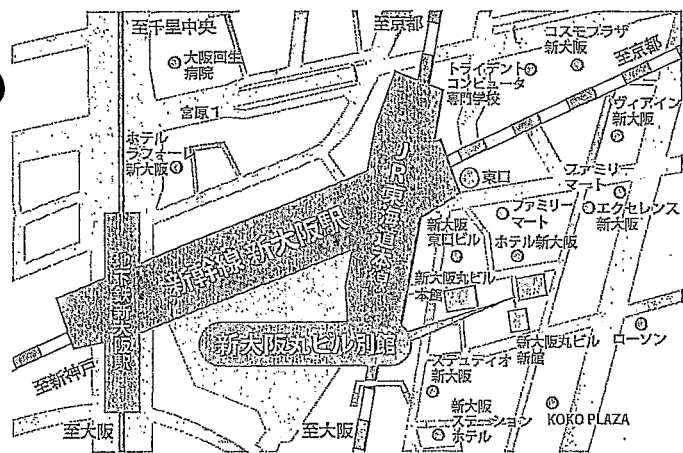 至千里中央
至京都
コスモプラザ
新大阪
大阪回生
病院
トライデント
コンピュータ
専門学校
至京都
ヴィアイン
新大阪
宮原1
ホテル
ラフォーレ
新大阪
JR東海道本線
東口
ファミリー
マート
ファミリー
マート
エクセレンス
新大阪
新大阪
東口ビル
ホテル新大阪
新幹線 新大阪駅
地下鉄新大阪駅
新大阪丸ビル
本館
新大阪丸ビル別館
新大阪丸ビル
新館
ローソン
至新神戸
ステュディオ
新大阪
新大阪
ステーション
ホテル
KOKO PLAZA
至大阪
至大阪